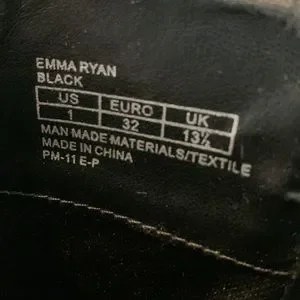 EMMA RYAN
BLACK
US EURO UK
1 32 13½
MAN MADE MATERIALS/TEXTILE
MADE IN CHINA
PM-11 E-P